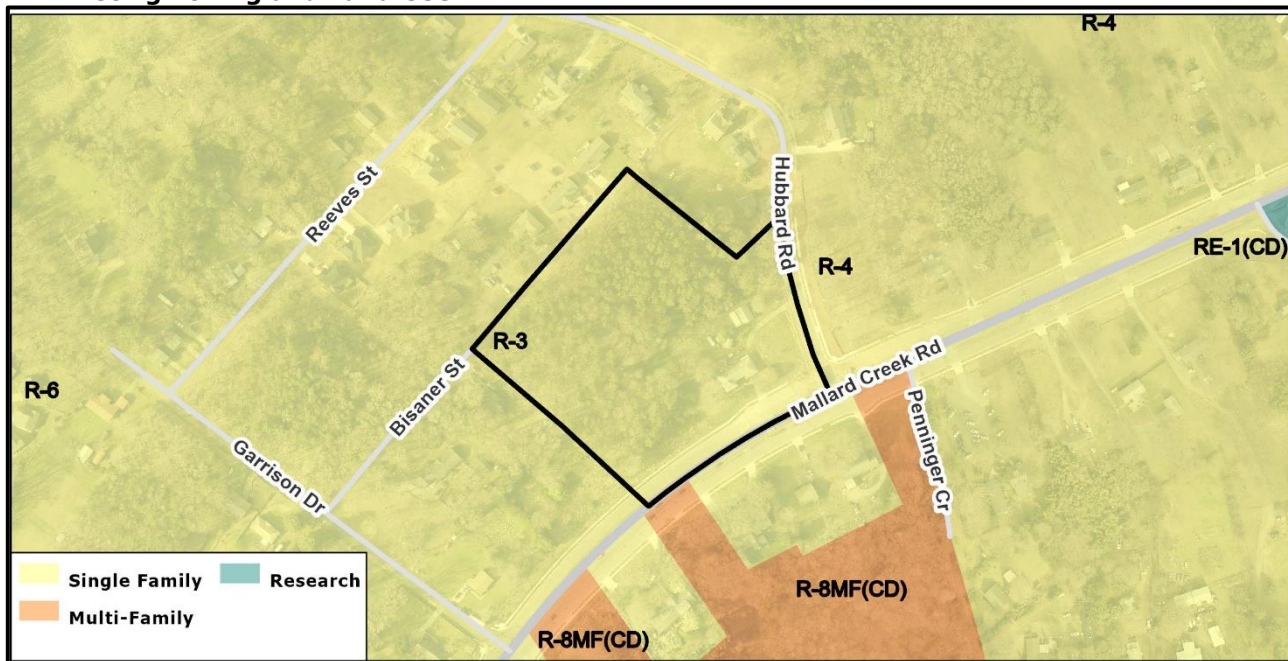 R-4
Reeves St
Hubbard Rd
R-4
RE-1(CD)
R-3
Bisaner St
R-6
Mallard Creek Rd
Penninger Cr
Garrison Dr
Single Family
Research
Multi-Family
R-8MF(CD)
R-8MF(CD)